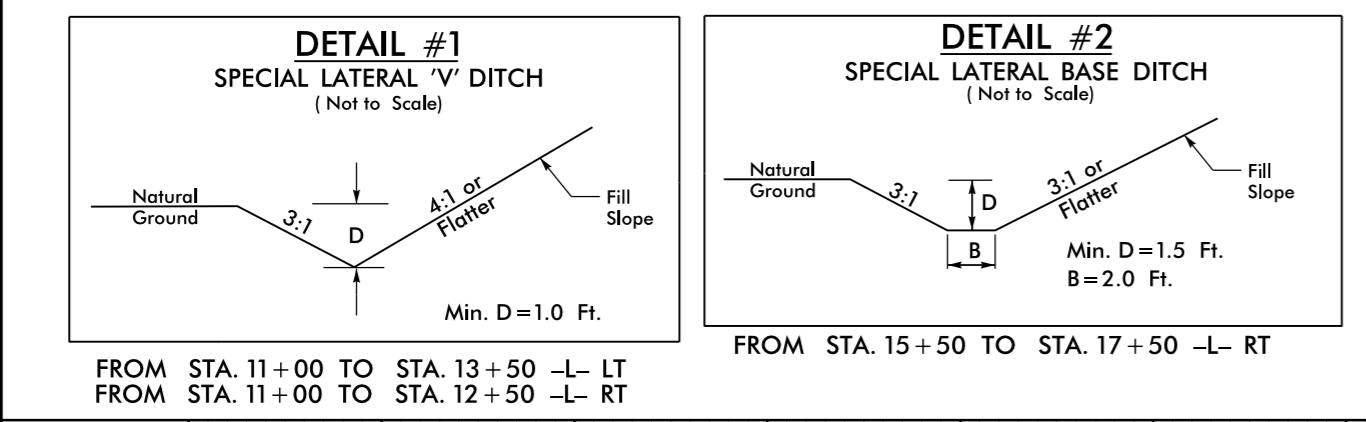 DETAIL #1
SPECIAL LATERAL 'V' DITCH
( Not to Scale)
Natural
Ground
3:1
D
4:1 or
Flatter
Fill
Slope
Min. D=1.0 Ft.
FROM STA. 11+00 TO STA. 13+50 -L- LT
FROM STA. 11+00 TO STA. 12+50 -L- RT
DETAIL #2
SPECIAL LATERAL BASE DITCH
( Not to Scale)
Natural
Ground
3:1
D
B
3:1 or
Flatter
Fill
Slope
Min. D=1.5 Ft.
B=2.0 Ft.
FROM STA. 15+50 TO STA. 17+50 -L- RT